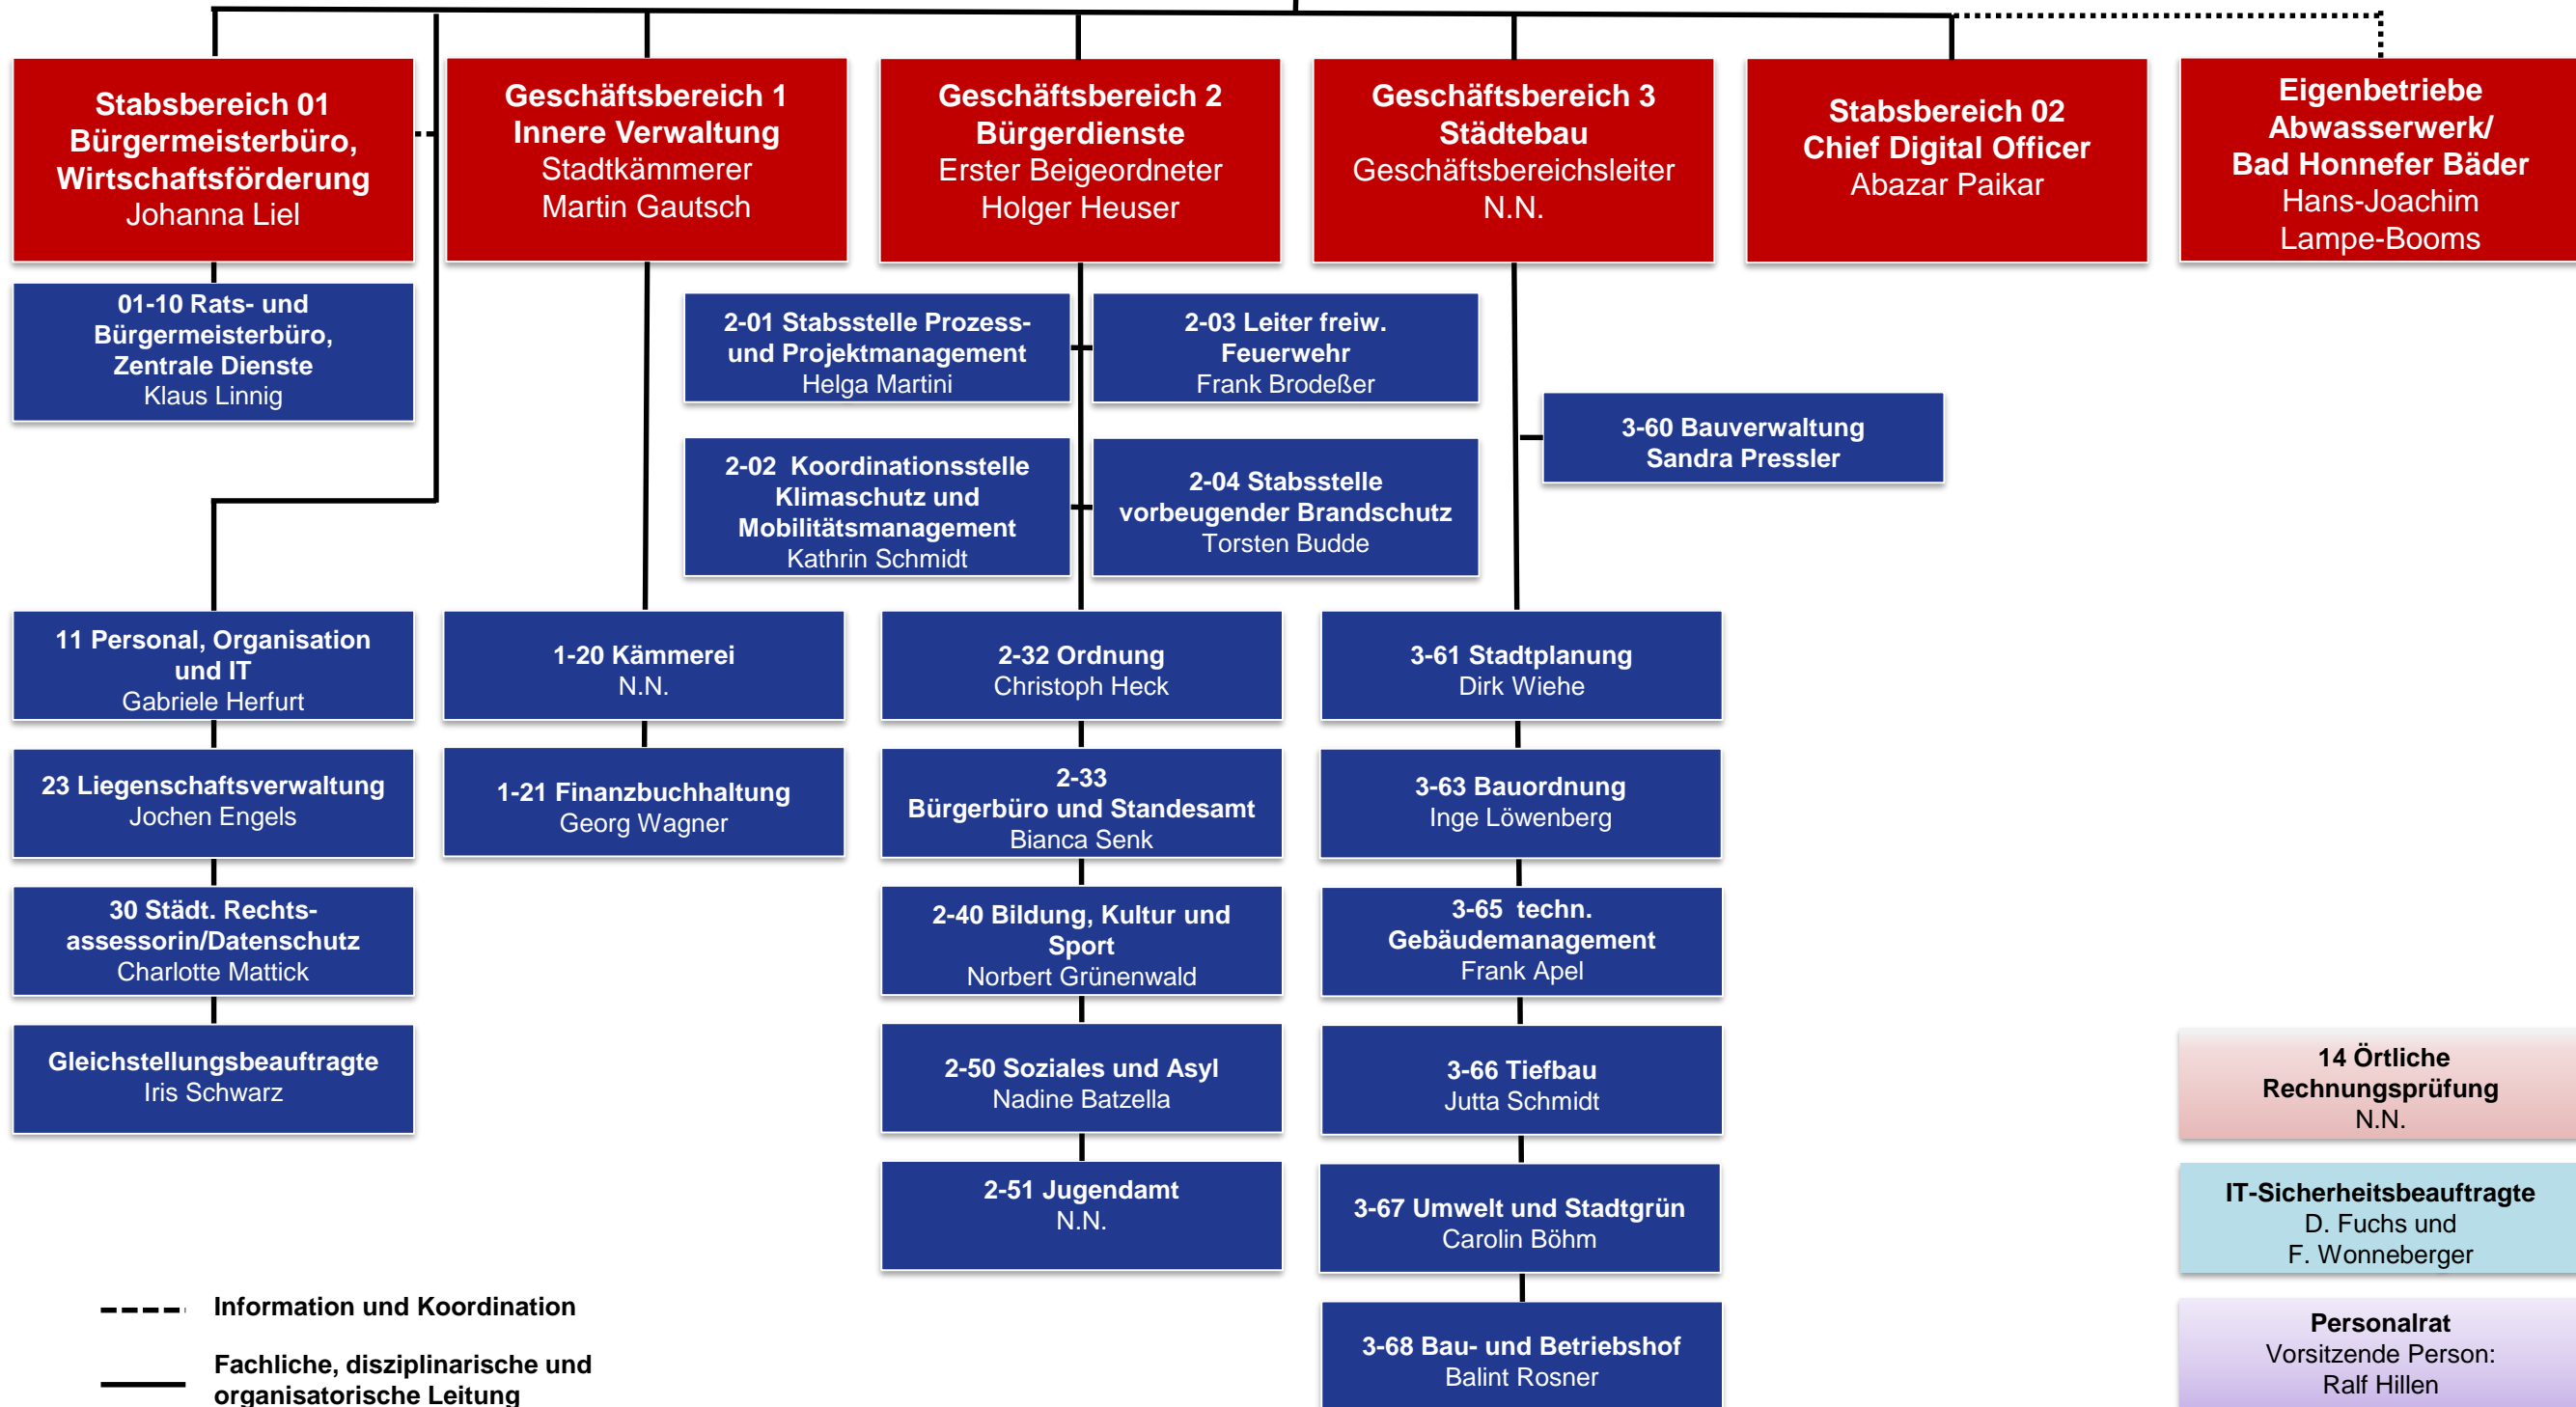 Stabsbereich 01
Bürgermeisterbüro,
Wirtschaftsförderung
Johanna Liel
Geschäftsbereich 1
Innere Verwaltung
Stadtkämmerer
Martin Gautsch
Geschäftsbereich 2
Bürgerdienste
Erster Beigeordneter
Holger Heuser
Geschäftsbereich 3
Städtebau
Geschäftsbereichsleiter
N.N.
Stabsbereich 02
Chief Digital Officer
Abazar Paikar
Eigenbetriebe
Abwasserwerk/
Bad Honnefer Bäder
Hans-Joachim
Lampe-Booms
01-10 Rats- und
Bürgermeisterbüro,
Zentrale Dienste
Klaus Linnig
2-01 Stabsstelle Prozess-
und Projektmanagement
Helga Martini
2-03 Leiter freiw.
Feuerwehr
Frank Brodeßer
3-60 Bauverwaltung
Sandra Pressler
2-02 Koordinationsstelle
Klimaschutz und
Mobilitätsmanagement
Kathrin Schmidt
2-04 Stabsstelle
vorbeugender Brandschutz
Torsten Budde
11 Personal, Organisation
und IT
Gabriele Herfurt
1-20 Kämmerei
N.N.
2-32 Ordnung
Christoph Heck
3-61 Stadtplanung
Dirk Wiehe
23 Liegenschaftsverwaltung
Jochen Engels
1-21 Finanzbuchhaltung
Georg Wagner
2-33
Bürgerbüro und Standesamt
Bianca Senk
3-63 Bauordnung
Inge Löwenberg
30 Städt. Rechts-
assessorin/Datenschutz
Charlotte Mattick
2-40 Bildung, Kultur und
Sport
Norbert Grünenwald
3-65 techn.
Gebäudemanagement
Frank Apel
Gleichstellungsbeauftragte
Iris Schwarz
2-50 Soziales und Asyl
Nadine Batzella
3-66 Tiefbau
Jutta Schmidt
14 Örtliche
Rechnungsprüfung
N.N.
2-51 Jugendamt
N.N.
3-67 Umwelt und Stadtgrün
Carolin Böhm
IT-Sicherheitsbeauftragte
D. Fuchs und
F. Wonneberger
3-68 Bau- und Betriebshof
Balint Rosner
Personalrat
Vorsitzende Person:
Ralf Hillen
Information und Koordination
Fachliche, disziplinarische und
organisatorische Leitung